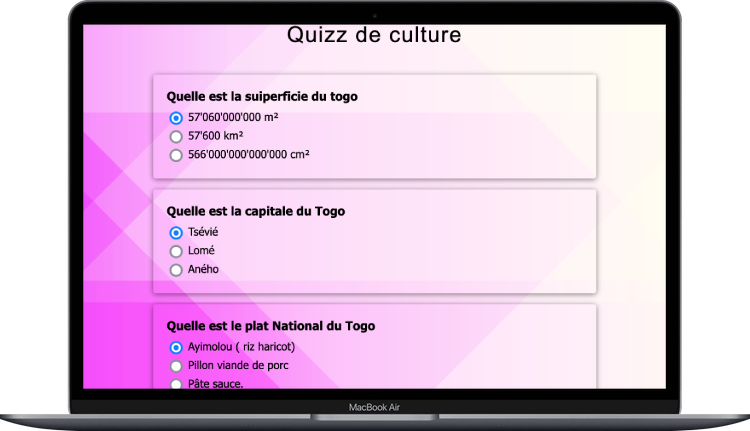 Quizz de culture
Quelle est la suiperficie du togo
57'060'000'000 m²
57'600 km²
566'000'000'000'000 cm²
Quelle est la capitale du Togo
Tsévié
Lomé
Aného
Quelle est le plat National du Togo
Ayimolou ( riz haricot)
Pillon viande de porc
Pâte sauce.
MacBook Air